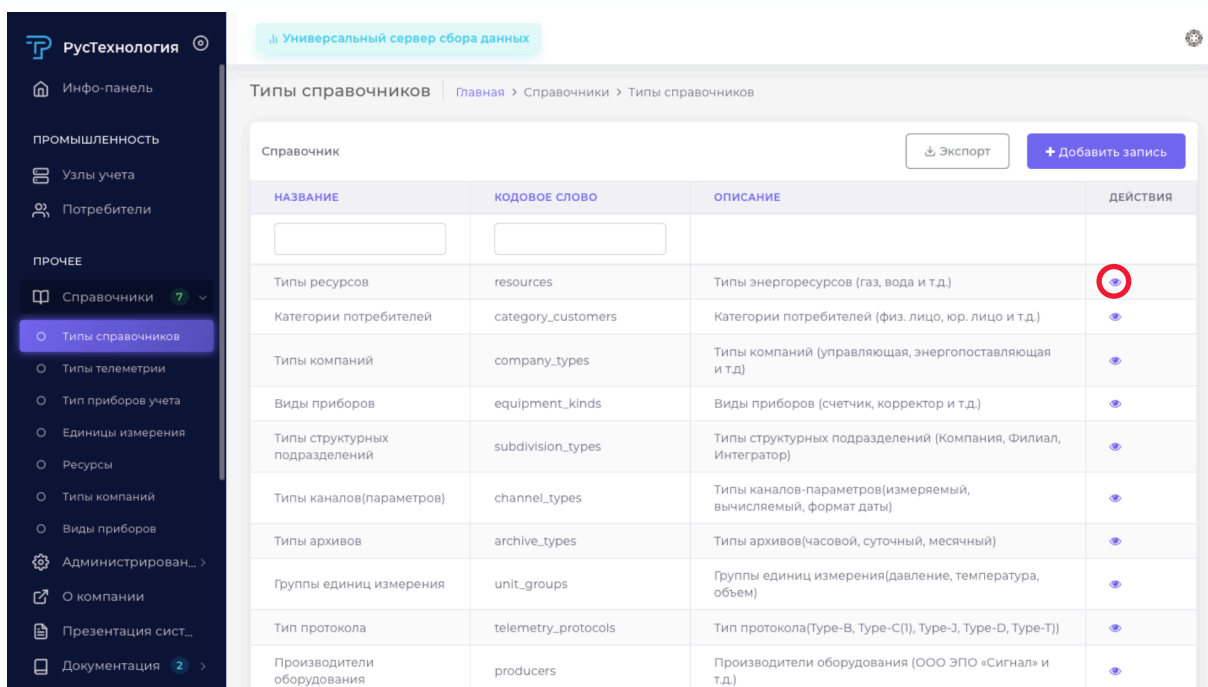 РусТехнология
Универсальный сервер сбора данных
Инфо-панель
ПРОМЫШЛЕННОСТЬ
Узлы учета
Потребители
ПРОЧЕЕ
Справочники 7
Типы справочников
Типы телеметрии
Тип приборов учета
Единицы измерения
Ресурсы
Типы компаний
Виды приборов
Администрирован...
О компании
Презентация сист...
Документация 2
Типы справочников Главная > Справочники > Типы справочников
Справочник Экспорт + Добавить запись
НАЗВАНИЕ КОДОВОЕ СЛОВО ОПИСАНИЕ ДЕЙСТВИЯ
Типы ресурсов resources Типы энергоресурсов (газ, вода и т.д.)
Категории потребителей category_customers Категории потребителей (физ. лицо, юр. лицо и т.д.)
Типы компаний company_types Типы компаний (управляющая, энергопоставляющая
и т.д)
Виды приборов equipment_kinds Виды приборов (счетчик, корректор и т.д.)
Типы структурных
подразделений subdivision_types Типы структурных подразделений (Компания, Филиал,
Интегратор)
Типы каналов(параметров) channel_types Типы каналов-параметров(измеряемый,
вычисляемый, формат даты)
Типы архивов archive_types Типы архивов(часовой, суточный, месячный)
Группы единиц измерения unit_groups Группы единиц измерения(давление, температура,
объем)
Тип протокола telemetry_protocols Тип протокола(Type-B, Type-C(1), Type-J, Type-D, Type-T))
Производители
оборудования producers Производители оборудования (ООО ЭПО «Сигнал» и
т.д.)